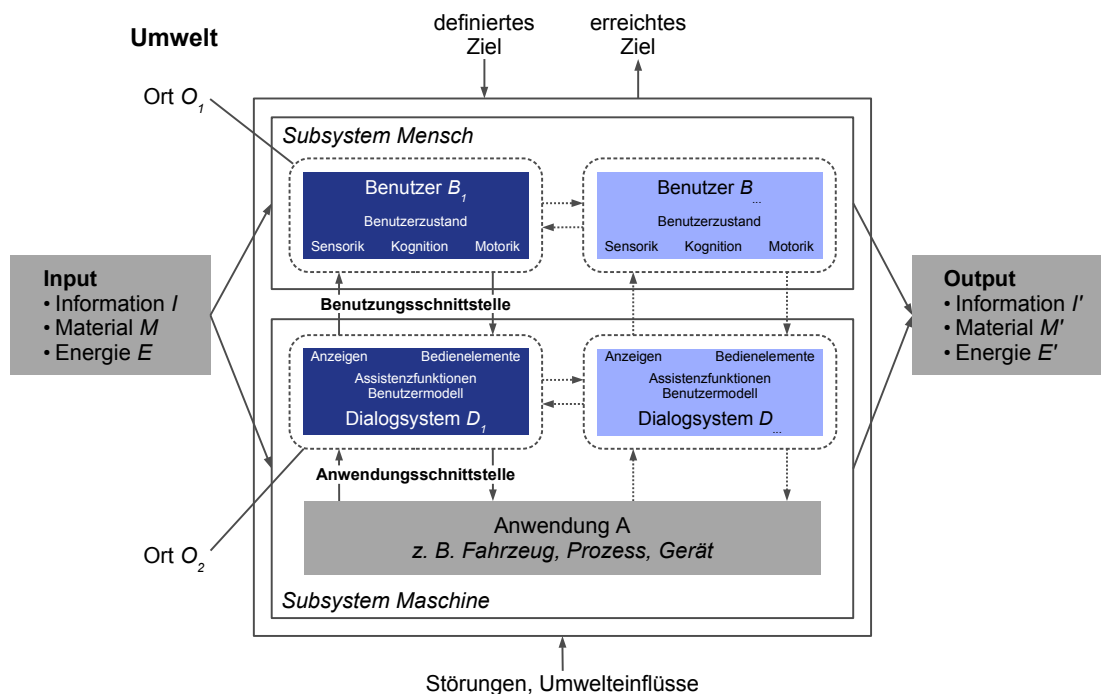 Umwelt
definiertes
Ziel
erreichtes
Ziel
Ort O1
Subsystem Mensch
Benutzer B1
Benutzerzustand
Sensorik Kognition Motorik
Benutzer B...
Benutzerzustand
Sensorik Kognition Motorik
Input
• Information I
• Material M
• Energie E
Output
• Information I'
• Material M'
• Energie E'
Benutzungsschnittstelle
Anzeigen Bedienelemente
Assistenzfunktionen
Benutzermodell
Dialogsystem D1
Anzeigen Bedienelemente
Assistenzfunktionen
Benutzermodell
Dialogsystem D...
Anwendungsschnittstelle
Anwendung A
z. B. Fahrzeug, Prozess, Gerät
Ort O2
Subsystem Maschine
Störungen, Umwelteinflüsse